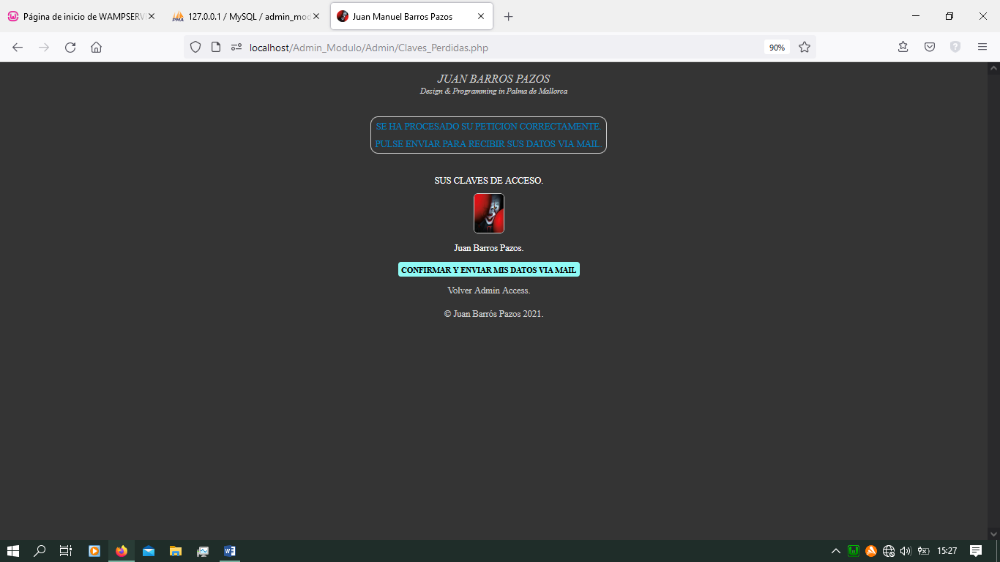 Página de inicio de WAMPSERV
127.0.0.1 / MySQL / admin_mod
Juan Manuel Barros Pazos
localhost/Admin_Modulo/Admin/Claves_Perdidas.php
90%
JUAN BARROS PAZOS
Design & Programming in Palma de Mallorca
SE HA PROCESADO SU PETICION CORRECTAMENTE.
PULSE ENVIAR PARA RECIBIR SUS DATOS VIA MAIL.
SUS CLAVES DE ACCESO.
Juan Barros Pazos.
CONFIRMAR Y ENVIAR MIS DATOS VIA MAIL
Volver Admin Access.
© Juan Barrós Pazos 2021.
15:27